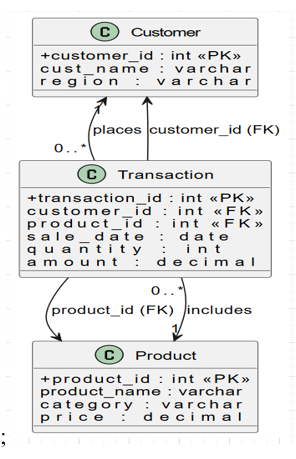 C Customer
+customer_id : int «PK»
cust_name : varchar
region : varchar
1
places customer_id (FK)
0..*
C Transaction
+transaction_id : int «PK»
customer_id : int «FK»
product_id : int «FK»
sale_date : date
quantity : int
amount : decimal
0..*
product_id (FK) includes
1
C Product
+product_id : int «PK»
product_name : varchar
category : varchar
price : decimal
;